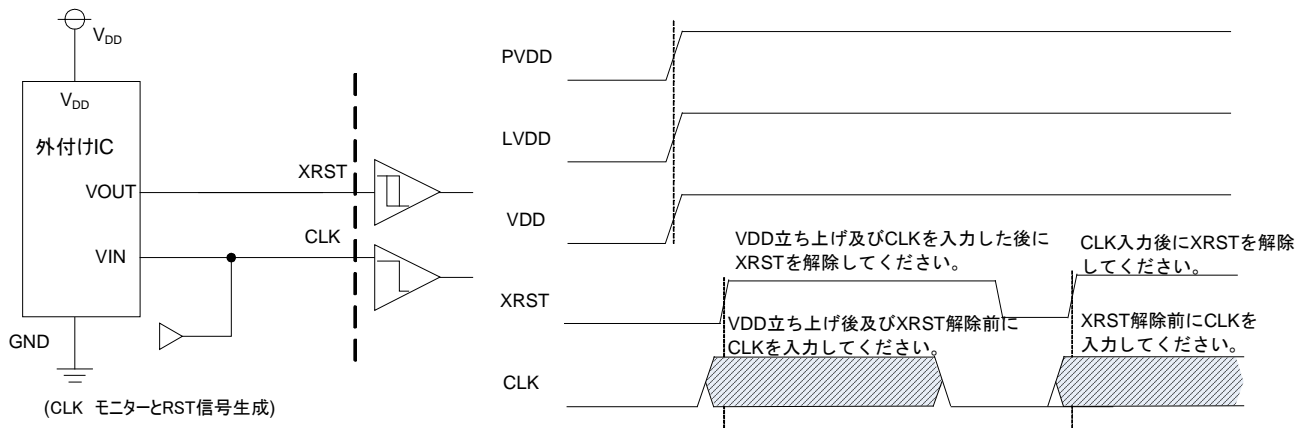 VDD
VDD
外付けIC
VOUT
VIN
GND
XRST
CLK
(CLK モニターとRST信号生成)
PVDD
LVDD
VDD
VDD立ち上げ及びCLKを入力した後に
XRSTを解除してください。
CLK入力後にXRSTを解除
してください。
XRST
VDD立ち上げ後及びXRST解除前に
CLKを入力してください。
XRST解除前にCLKを
入力してください。
CLK